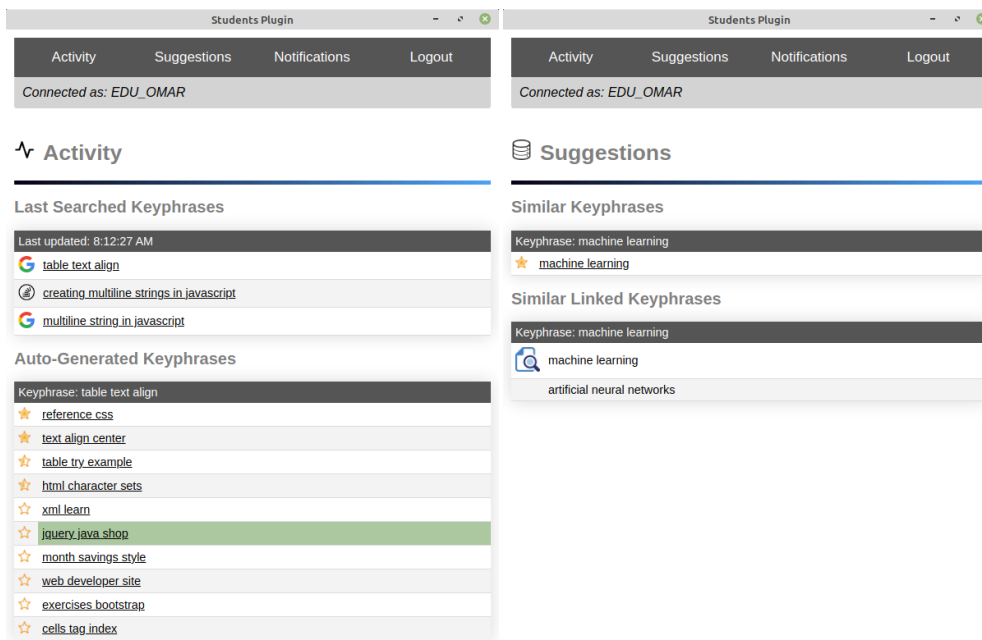 Students Plugin
Activity Suggestions Notifications Logout
Connected as: EDU_OMAR
Activity
Last Searched Keyphrases
Last updated: 8:12:27 AM
table text align
creating multiline strings in javascript
multiline string in javascript
Auto-Generated Keyphrases
Keyphrase: table text align
reference css
text align center
table try example
html character sets
xml learn
jquery java shop
month savings style
web developer site
exercises bootstrap
cells tag index
Students Plugin
Activity Suggestions Notifications Logout
Connected as: EDU_OMAR
Suggestions
Similar Keyphrases
Keyphrase: machine learning
machine learning
Similar Linked Keyphrases
Keyphrase: machine learning
machine learning
artificial neural networks